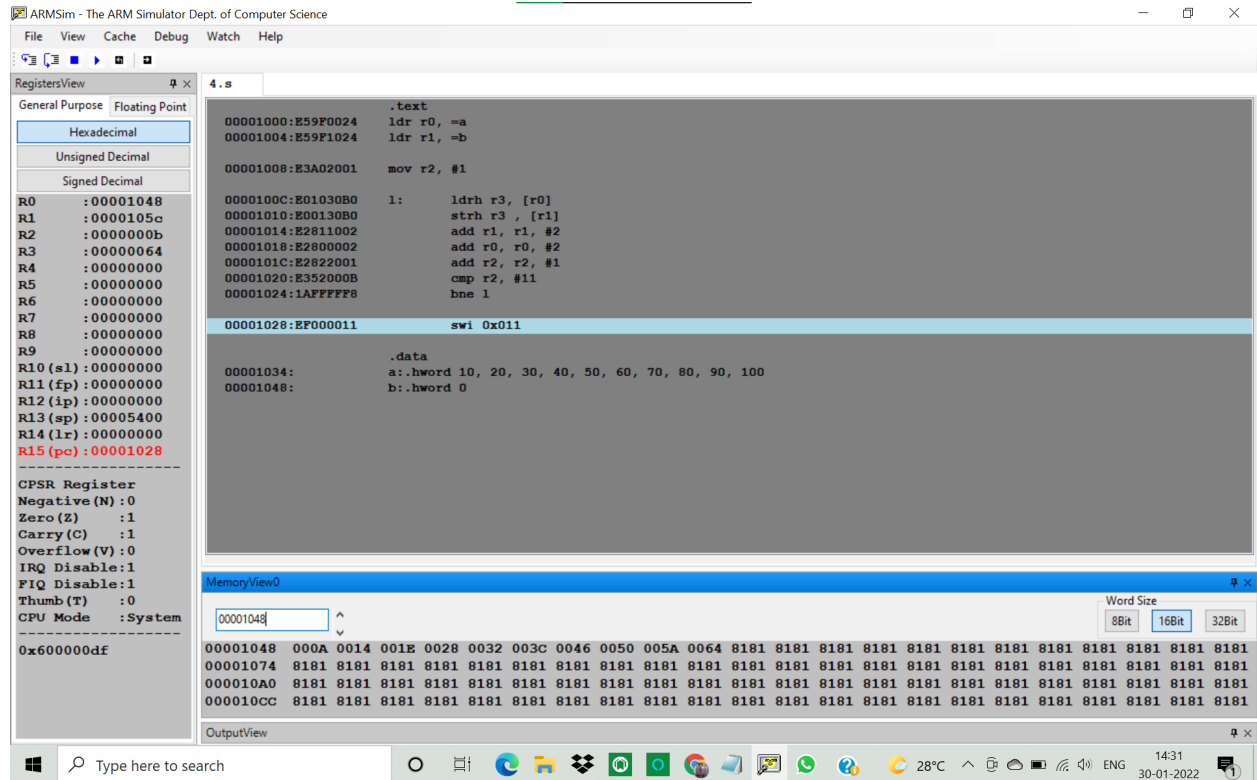 ARMSim - The ARM Simulator Dept. of Computer Science
File View Cache Debug Watch Help
RegistersView
General Purpose Floating Point
Hexadecimal
Unsigned Decimal
Signed Decimal
R0 :00001048
R1 :0000105c
R2 :0000000b
R3 :00000064
R4 :00000000
R5 :00000000
R6 :00000000
R7 :00000000
R8 :00000000
R9 :00000000
R10(sl):00000000
R11(fp):00000000
R12(ip):00000000
R13(sp):00005400
R14(lr):00000000
R15(pc):00001028
-------------------
CPSR Register
Negative(N):0
Zero(Z) :1
Carry(C) :1
Overflow(V):0
IRQ Disable:1
FIQ Disable:1
Thumb(T) :0
CPU Mode :System
-------------------
0x600000df
4.s
.text
00001000:E59F0024 ldr r0, =a
00001004:E59F1024 ldr r1, =b
00001008:E3A02001 mov r2, #1
0000100C:E01030B0 l: ldrh r3, [r0]
00001010:E00130B0 strh r3 , [r1]
00001014:E2811002 add r1, r1, #2
00001018:E2800002 add r0, r0, #2
0000101C:E2822001 add r2, r2, #1
00001020:E352000B cmp r2, #11
00001024:1AFFFFF8 bne l
00001028:EF000011 swi 0x011
.data
00001034: a:.hword 10, 20, 30, 40, 50, 60, 70, 80, 90, 100
00001048: b:.hword 0
MemoryView0
00001048
Word Size
8Bit 16Bit 32Bit
00001048 000A 0014 001E 0028 0032 003C 0046 0050 005A 0064 8181 8181 8181 8181 8181 8181 8181 8181 8181 8181 8181 8181
00001074 8181 8181 8181 8181 8181 8181 8181 8181 8181 8181 8181 8181 8181 8181 8181 8181 8181 8181 8181 8181 8181 8181
000010A0 8181 8181 8181 8181 8181 8181 8181 8181 8181 8181 8181 8181 8181 8181 8181 8181 8181 8181 8181 8181 8181 8181
000010CC 8181 8181 8181 8181 8181 8181 8181 8181 8181 8181 8181 8181 8181 8181 8181 8181 8181 8181 8181 8181 8181 8181
OutputView
Type here to search
28°C
ENG
14:31
30-01-2022
1